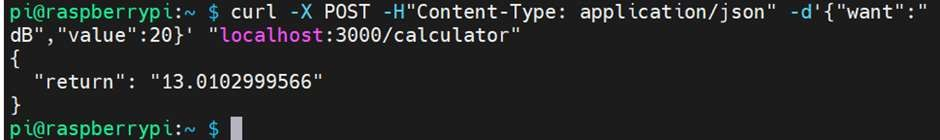 pi@raspberrypi:~ $ curl -X POST -H"Content-Type: application/json" -d'{"want":"
dB","value":20}' "localhost:3000/calculator"
{
  "return": "13.0102999566"
}
pi@raspberrypi:~ $